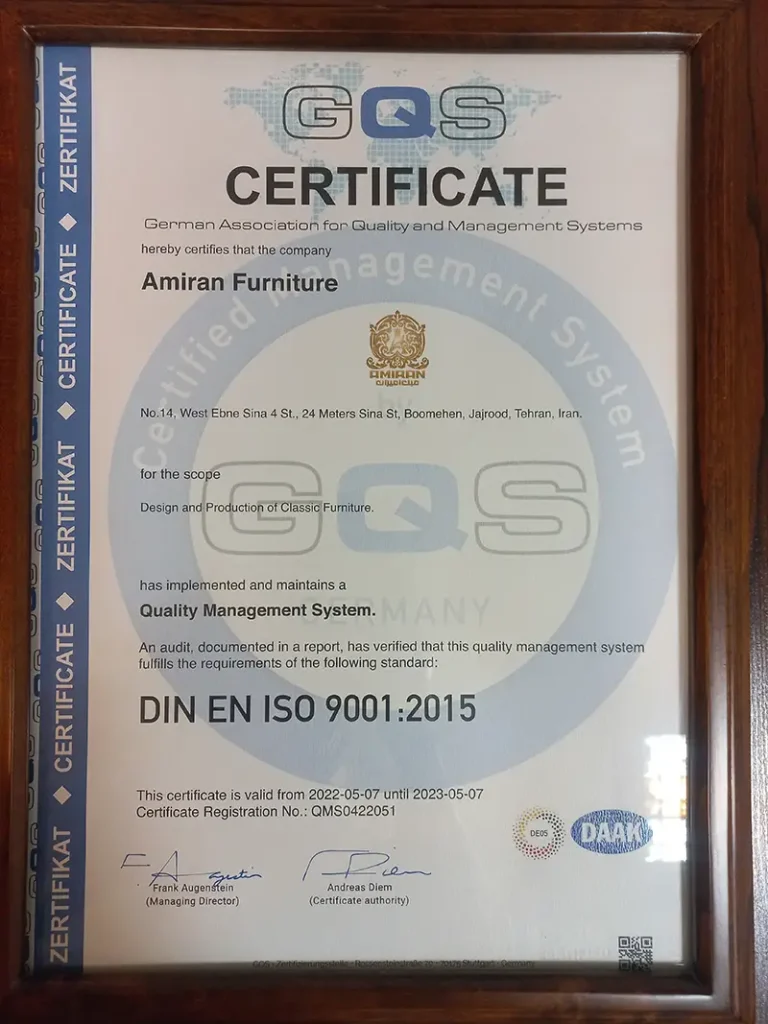 GQS
CERTIFICATE
German Association for Quality and Management Systems
hereby certifies that the company
Amiran Furniture
AMIRAN
No.14, West Ebne Sina 4 St., 24 Meters Sina St, Boomehen, Jajrood, Tehran, Iran.
for the scope
Design and Production of Classic Furniture.
has implemented and maintains a
Quality Management System.
An audit, documented in a report, has verified that this quality management system
fulfills the requirements of the following standard:
DIN EN ISO 9001:2015
This certificate is valid from 2022-05-07 until 2023-05-07
Certificate Registration No.: QMS0422051
DE05
DAAK
Frank Augenstein
(Managing Director)
Andreas Diem
(Certificate authority)
Certified Management System
by
GQS
GERMANY
ZERTIFIKAT ◆ CERTIFICATE ◆ ZERTIFIKAT ◆ CERTIFICATE ◆ ZERTIFIKAT